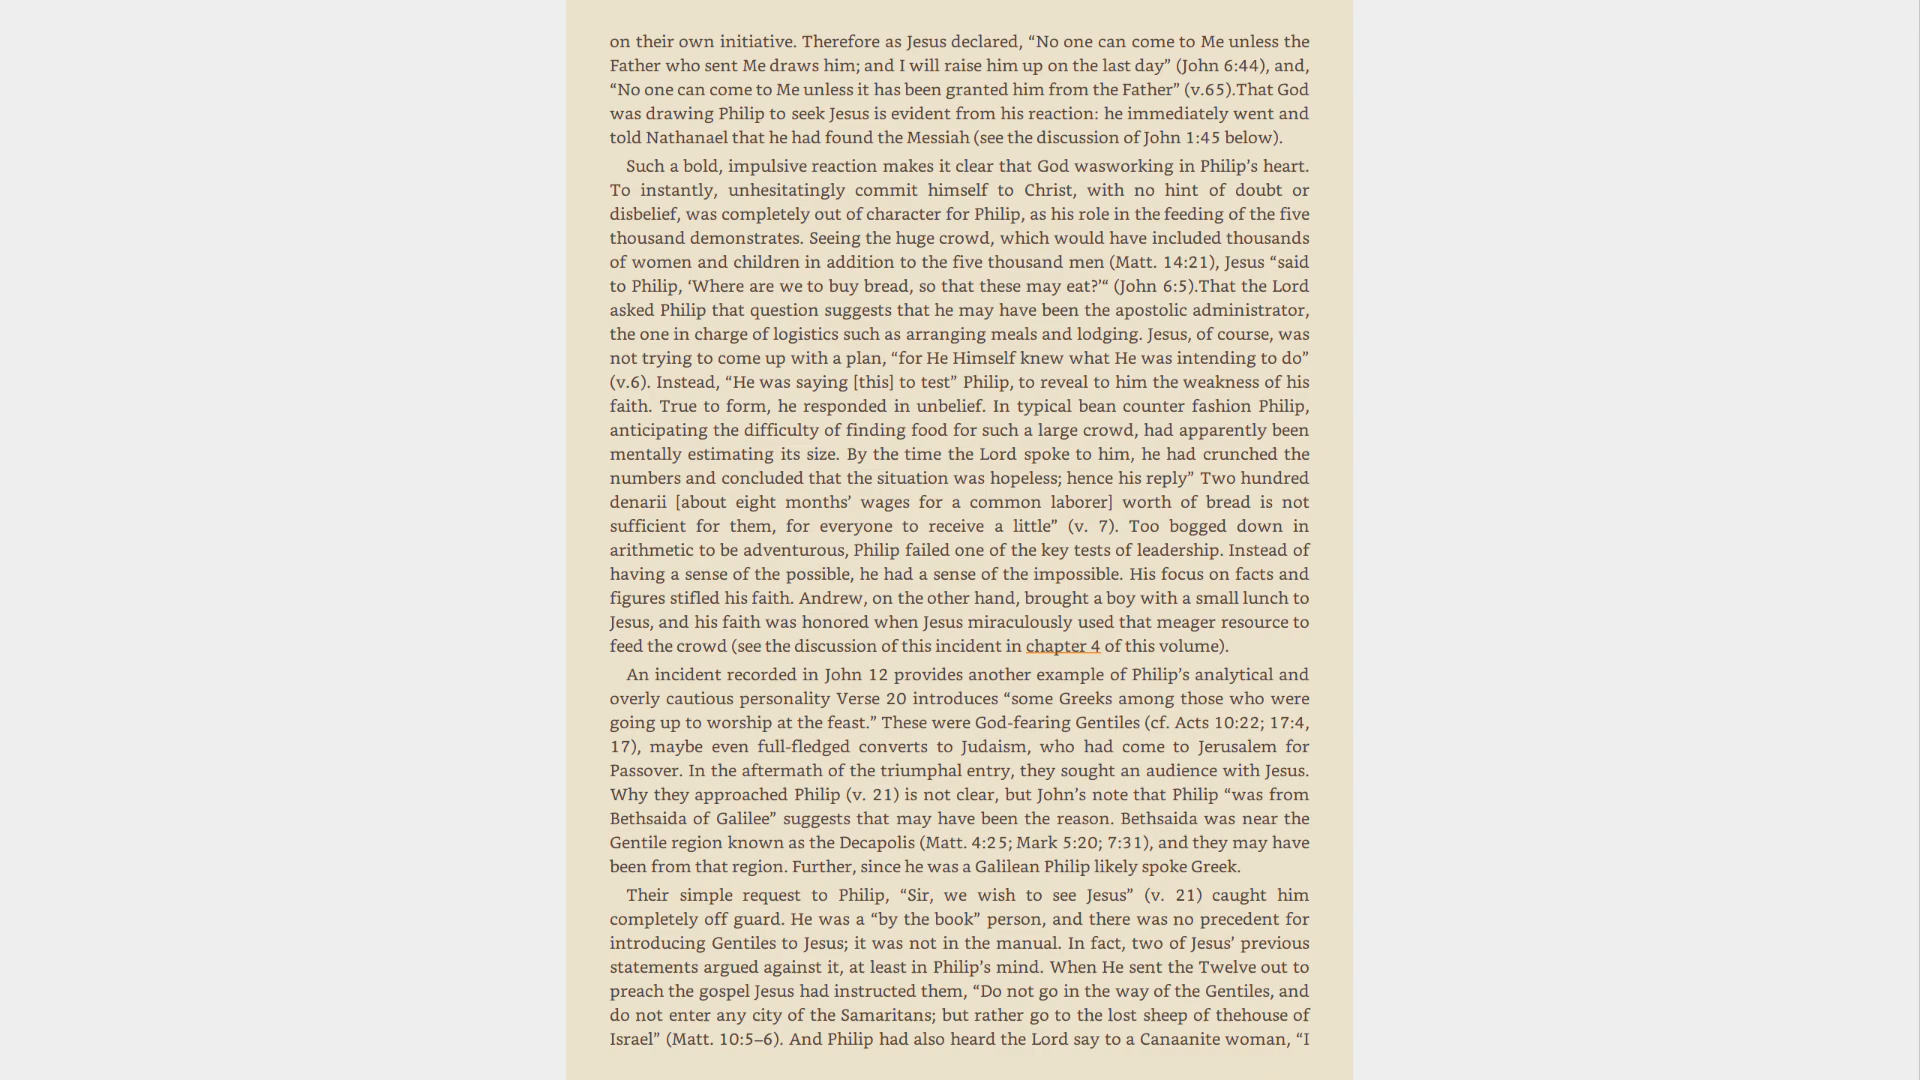 on their own initiative. Therefore as Jesus declared, “No one can come to Me unless the
Father who sent Me draws him; and I will raise him up on the last day” (John 6:44), and,
“No one can come to Me unless it has been granted him from the Father” (v.65).That God
was drawing Philip to seek Jesus is evident from his reaction: he immediately went and
told Nathanael that he had found the Messiah (see the discussion of John 1:45 below).
Such a bold, impulsive reaction makes it clear that God wasworking in Philip’s heart.
To instantly, unhesitatingly commit himself to Christ, with no hint of doubt or
disbelief, was completely out of character for Philip, as his role in the feeding of the five
thousand demonstrates. Seeing the huge crowd, which would have included thousands
of women and children in addition to the five thousand men (Matt. 14:21), Jesus “said
to Philip, ‘Where are we to buy bread, so that these may eat?’“ (John 6:5).That the Lord
asked Philip that question suggests that he may have been the apostolic administrator,
the one in charge of logistics such as arranging meals and lodging. Jesus, of course, was
not trying to come up with a plan, “for He Himself knew what He was intending to do”
(v.6). Instead, “He was saying [this] to test” Philip, to reveal to him the weakness of his
faith. True to form, he responded in unbelief. In typical bean counter fashion Philip,
anticipating the difficulty of finding food for such a large crowd, had apparently been
mentally estimating its size. By the time the Lord spoke to him, he had crunched the
numbers and concluded that the situation was hopeless; hence his reply” Two hundred
denarii [about eight months’ wages for a common laborer] worth of bread is not
sufficient for them, for everyone to receive a little” (v. 7). Too bogged down in
arithmetic to be adventurous, Philip failed one of the key tests of leadership. Instead of
having a sense of the possible, he had a sense of the impossible. His focus on facts and
figures stifled his faith. Andrew, on the other hand, brought a boy with a small lunch to
Jesus, and his faith was honored when Jesus miraculously used that meager resource to
feed the crowd (see the discussion of this incident in chapter 4 of this volume).
An incident recorded in John 12 provides another example of Philip’s analytical and
overly cautious personality Verse 20 introduces “some Greeks among those who were
going up to worship at the feast.” These were God-fearing Gentiles (cf. Acts 10:22; 17:4,
17), maybe even full-fledged converts to Judaism, who had come to Jerusalem for
Passover. In the aftermath of the triumphal entry, they sought an audience with Jesus.
Why they approached Philip (v. 21) is not clear, but John’s note that Philip “was from
Bethsaida of Galilee” suggests that may have been the reason. Bethsaida was near the
Gentile region known as the Decapolis (Matt. 4:25; Mark 5:20; 7:31), and they may have
been from that region. Further, since he was a Galilean Philip likely spoke Greek.
Their simple request to Philip, “Sir, we wish to see Jesus” (v. 21) caught him
completely off guard. He was a “by the book” person, and there was no precedent for
introducing Gentiles to Jesus; it was not in the manual. In fact, two of Jesus’ previous
statements argued against it, at least in Philip’s mind. When He sent the Twelve out to
preach the gospel Jesus had instructed them, “Do not go in the way of the Gentiles, and
do not enter any city of the Samaritans; but rather go to the lost sheep of thehouse of
Israel” (Matt. 10:5–6). And Philip had also heard the Lord say to a Canaanite woman, “I